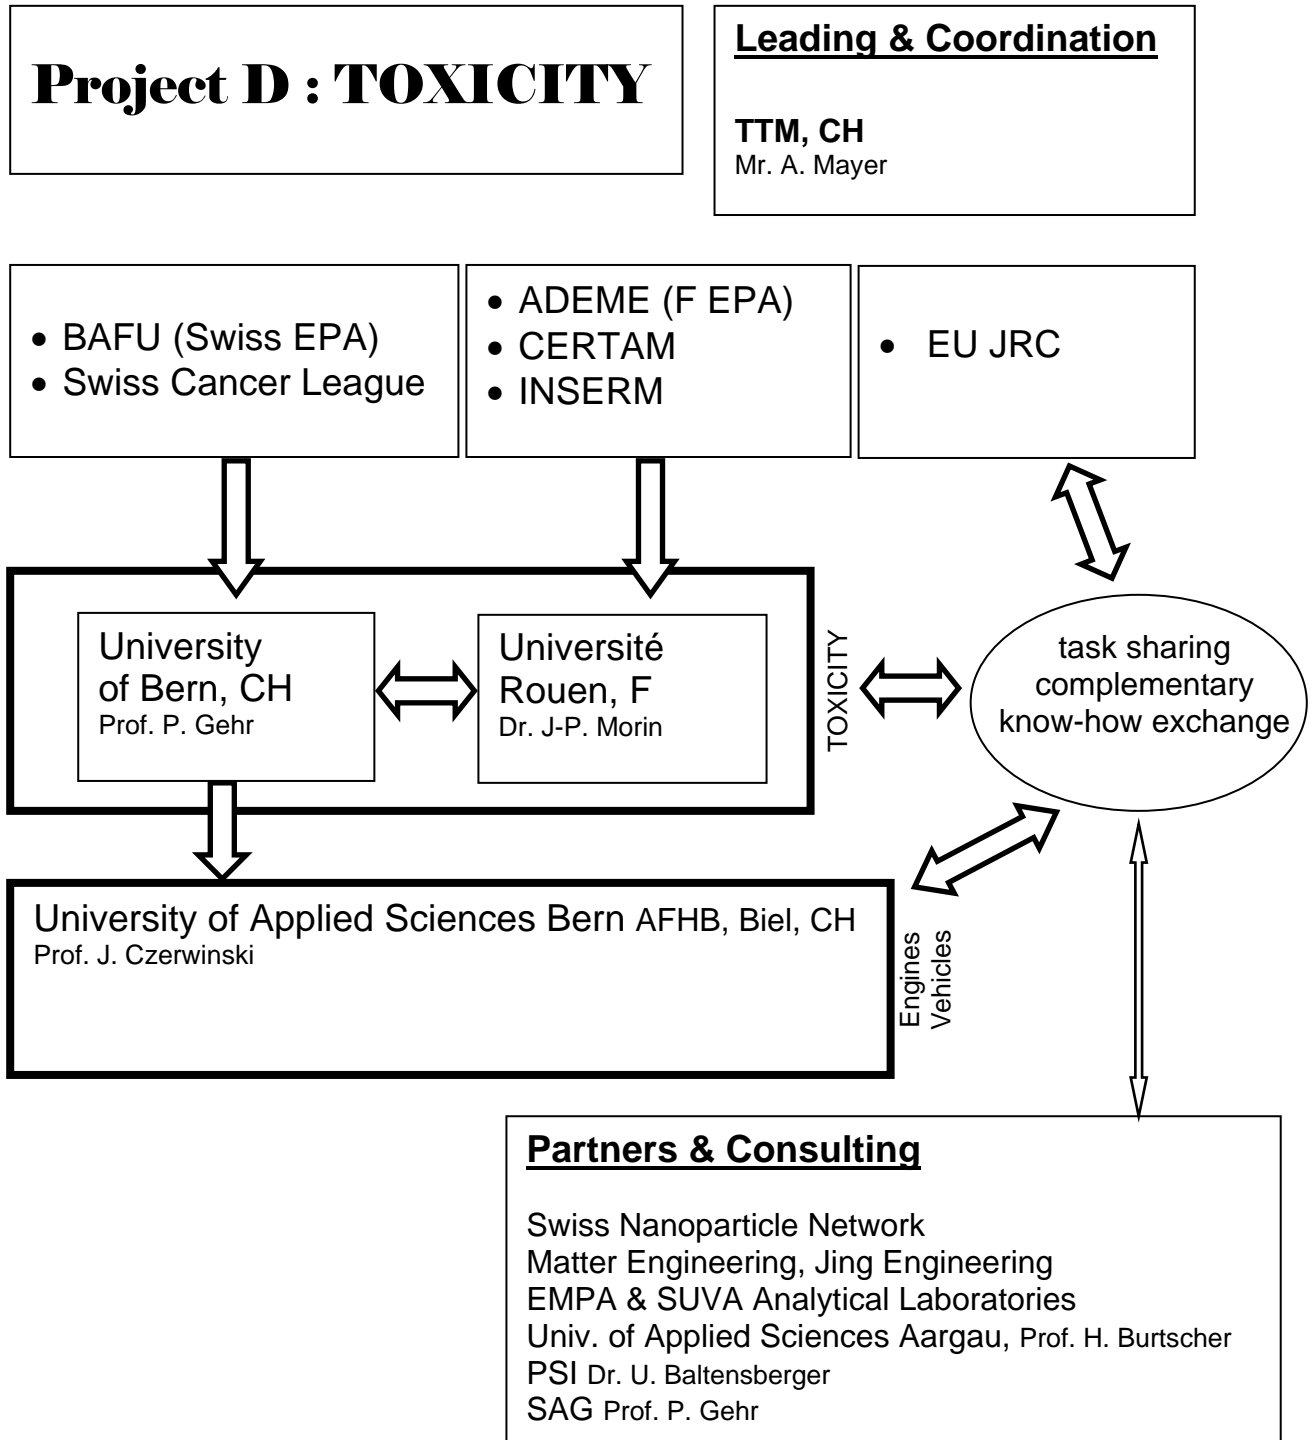 Project D : TOXICITY
Leading & Coordination
TTM, CH
Mr. A. Mayer
• BAFU (Swiss EPA)
• Swiss Cancer League
• ADEME (F EPA)
• CERTAM
• INSERM
• EU JRC
University
of Bern, CH
Prof. P. Gehr
Université
Rouen, F
Dr. J-P. Morin
TOXICITY
task sharing
complementary
know-how exchange
University of Applied Sciences Bern AFHB, Biel, CH
Prof. J. Czerwinski
Engines
Vehicles
Partners & Consulting
Swiss Nanoparticle Network
Matter Engineering, Jing Engineering
EMPA & SUVA Analytical Laboratories
Univ. of Applied Sciences Aargau, Prof. H. Burtscher
PSI Dr. U. Baltensberger
SAG Prof. P. Gehr